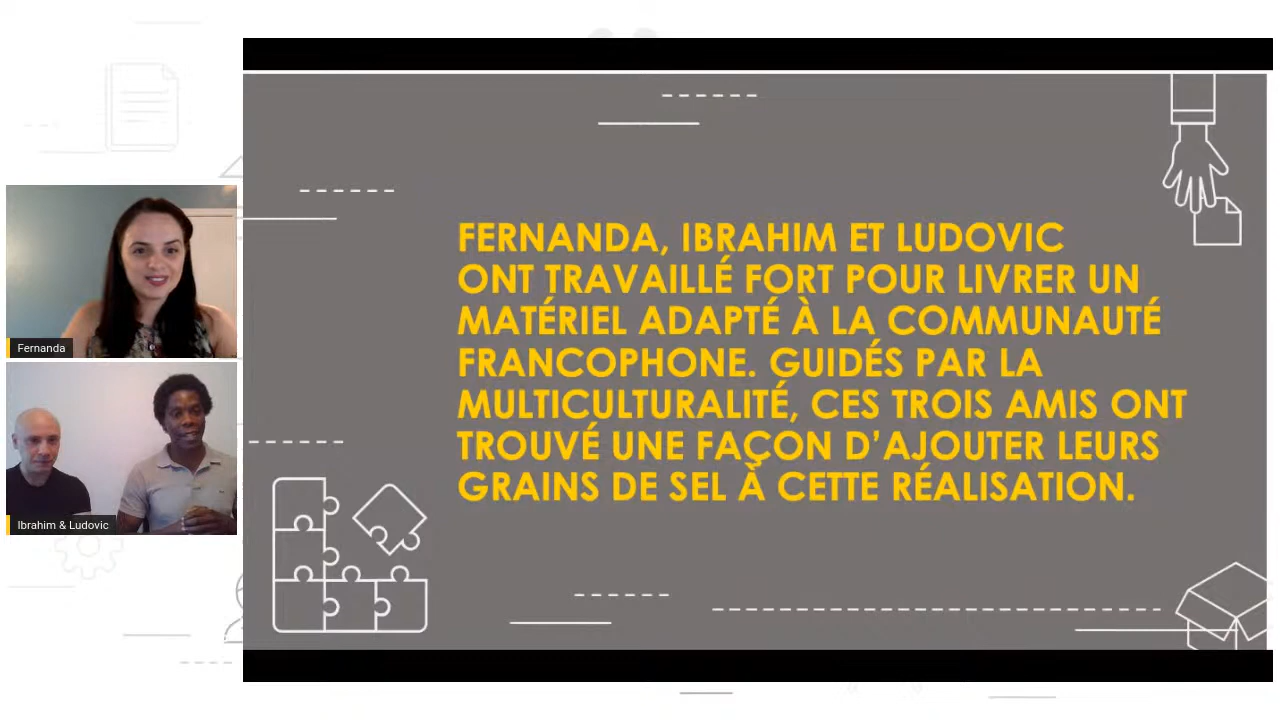 Fernanda
Ibrahim & Ludovic
FERNANDA, IBRAHIM ET LUDOVIC
ONT TRAVAILLÉ FORT POUR LIVRER UN
MATÉRIEL ADAPTÉ À LA COMMUNAUTÉ
FRANCOPHONE. GUIDÉS PAR LA
MULTICULTURALITÉ, CES TROIS AMIS ONT
TROUVÉ UNE FAÇON D’AJOUTER LEURS
GRAINS DE SEL À CETTE RÉALISATION.